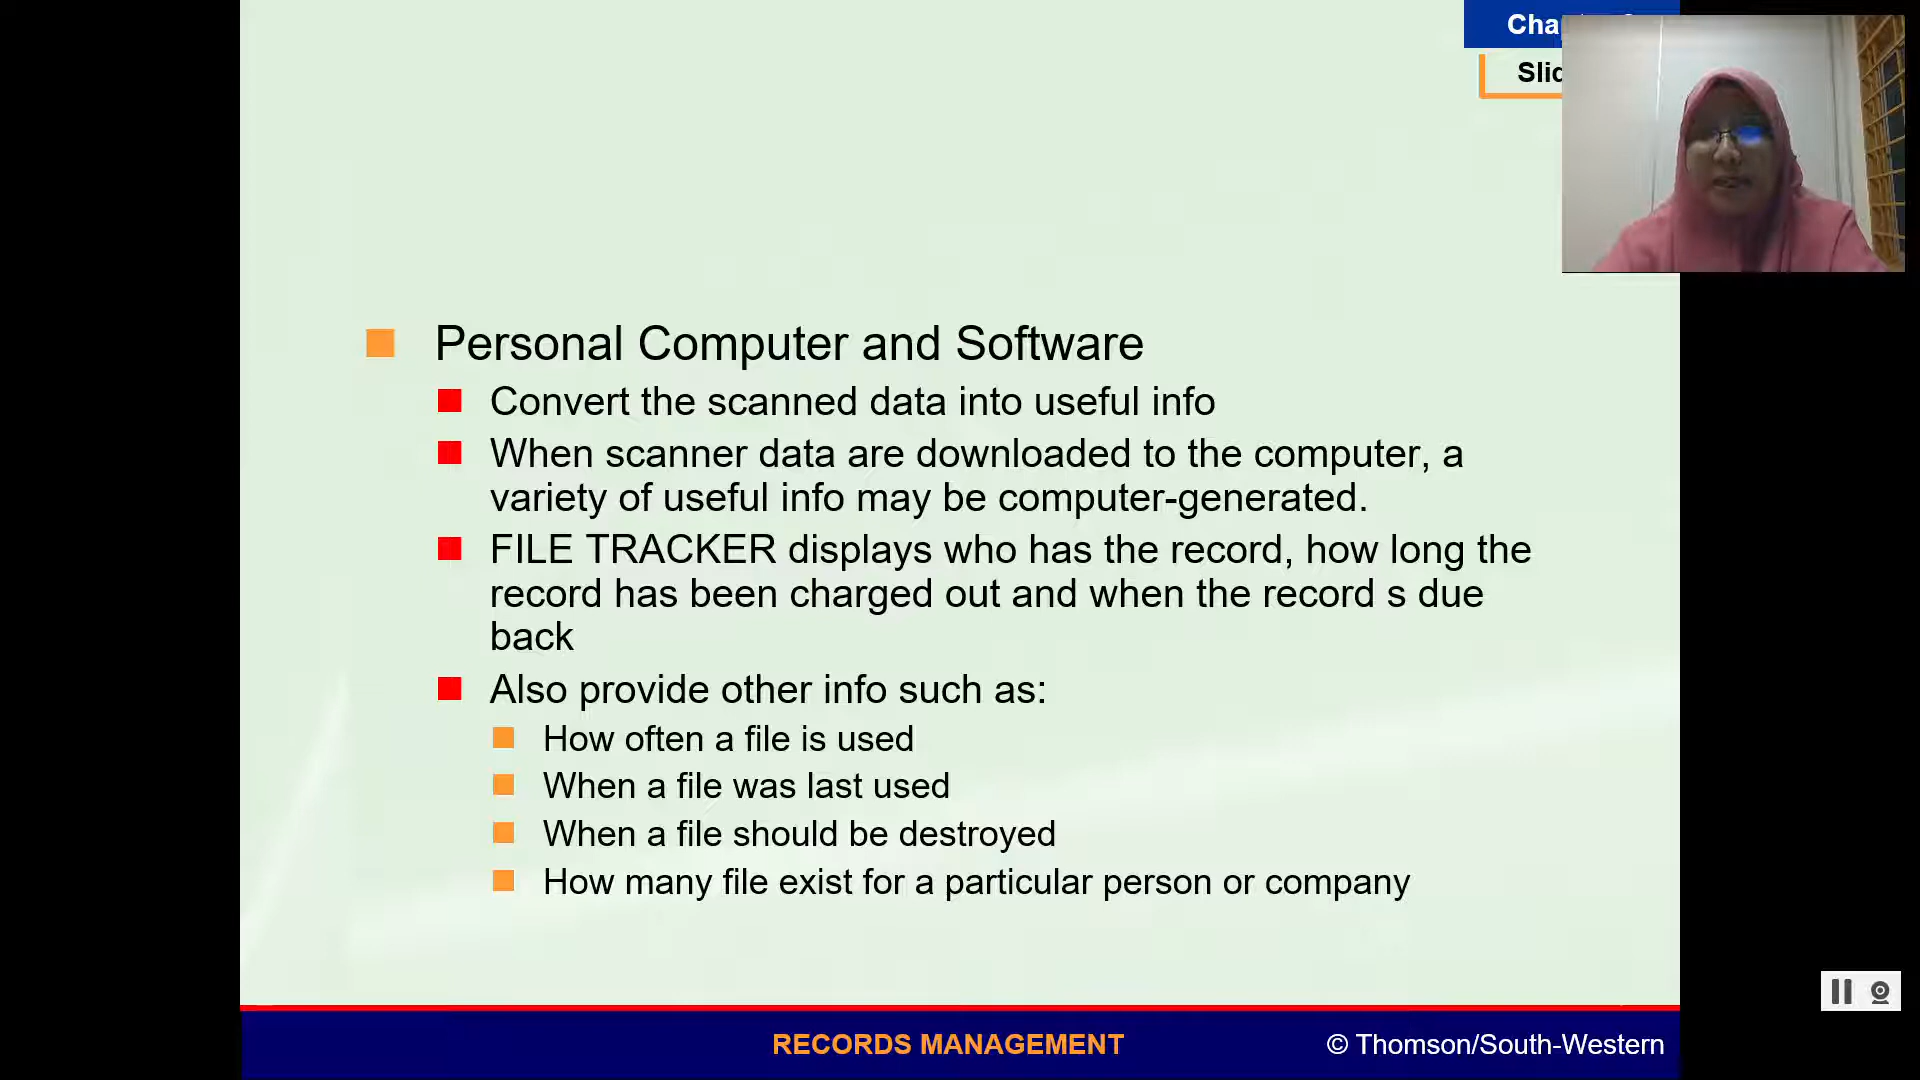 Personal Computer and Software
Convert the scanned data into useful info
When scanner data are downloaded to the computer, a
variety of useful info may be computer-generated.
FILE TRACKER displays who has the record, how long the
record has been charged out and when the record s due
back
Also provide other info such as:
How often a file is used
When a file was last used
When a file should be destroyed
How many file exist for a particular person or company
RECORDS MANAGEMENT
© Thomson/South-Western